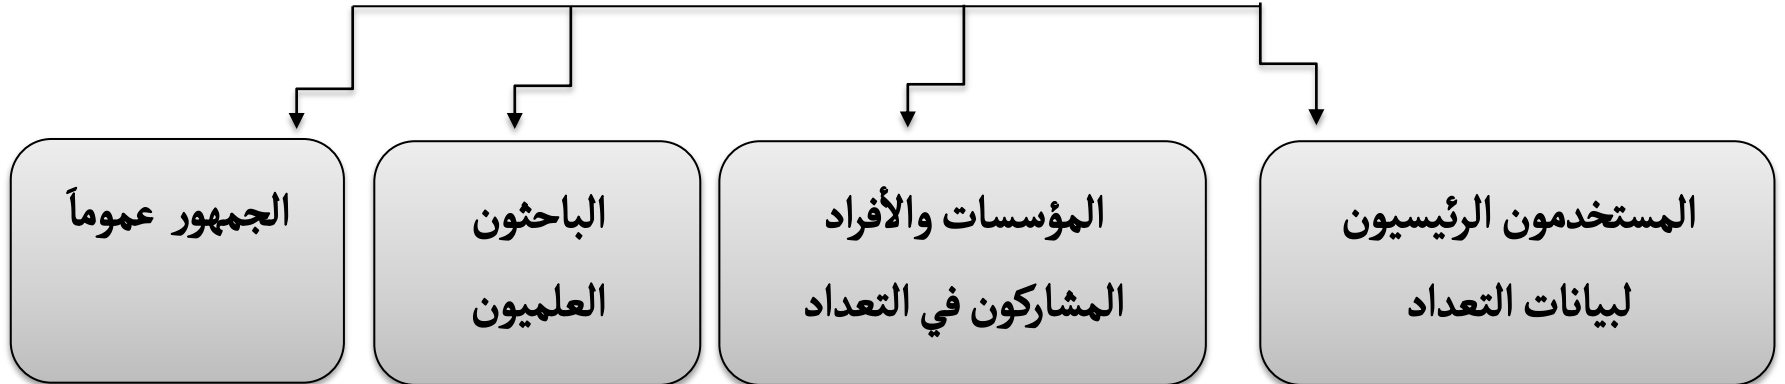 المستخدمون الرئيسيون
لبيانات التعداد
المؤسسات والأفراد
المشاركون في التعداد
الباحثون
العلميون
الجمهور عموماً